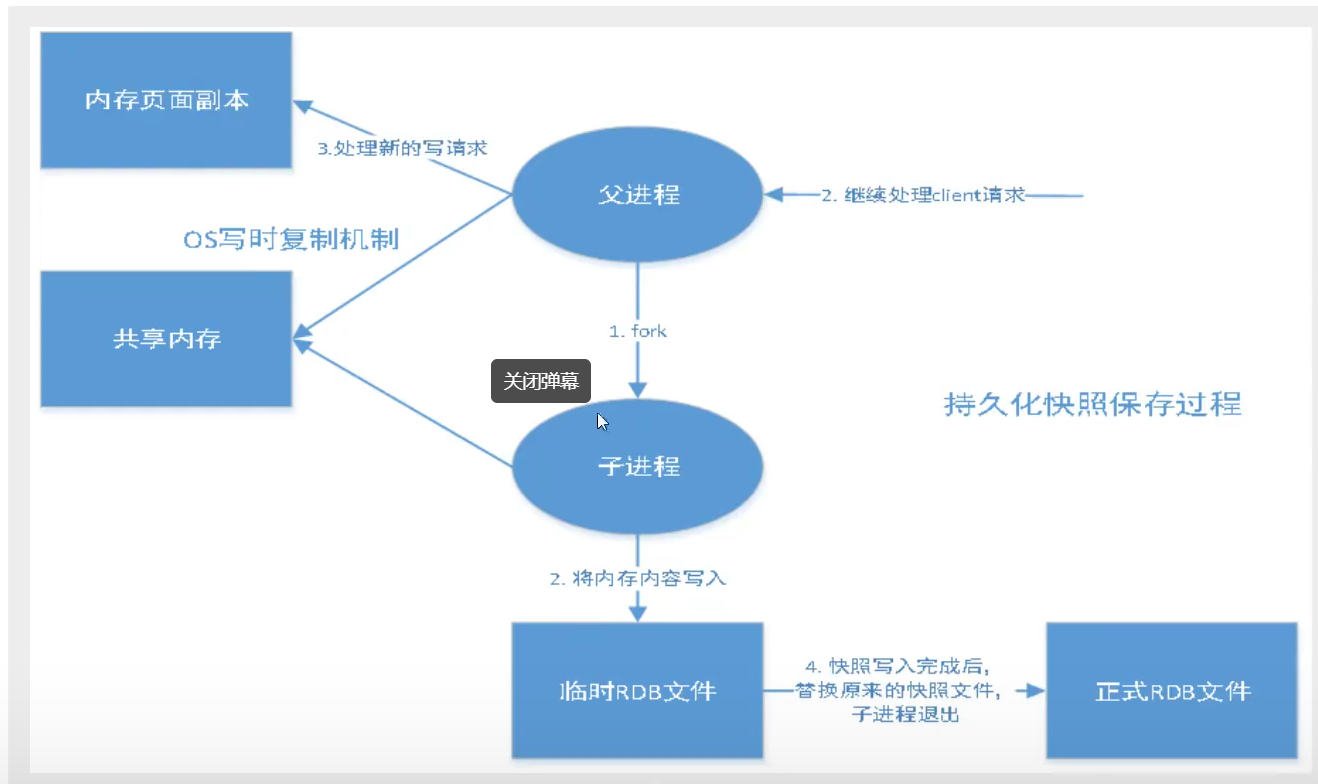 内存页面副本
3.处理新的写请求
父进程
2. 继续处理client请求
OS写时复制机制
共享内存
1. fork
关闭弹幕
持久化快照保存过程
子进程
2. 将内存内容写入
临时RDB文件
4. 快照写入完成后,
替换原来的快照文件,
子进程退出
正式RDB文件